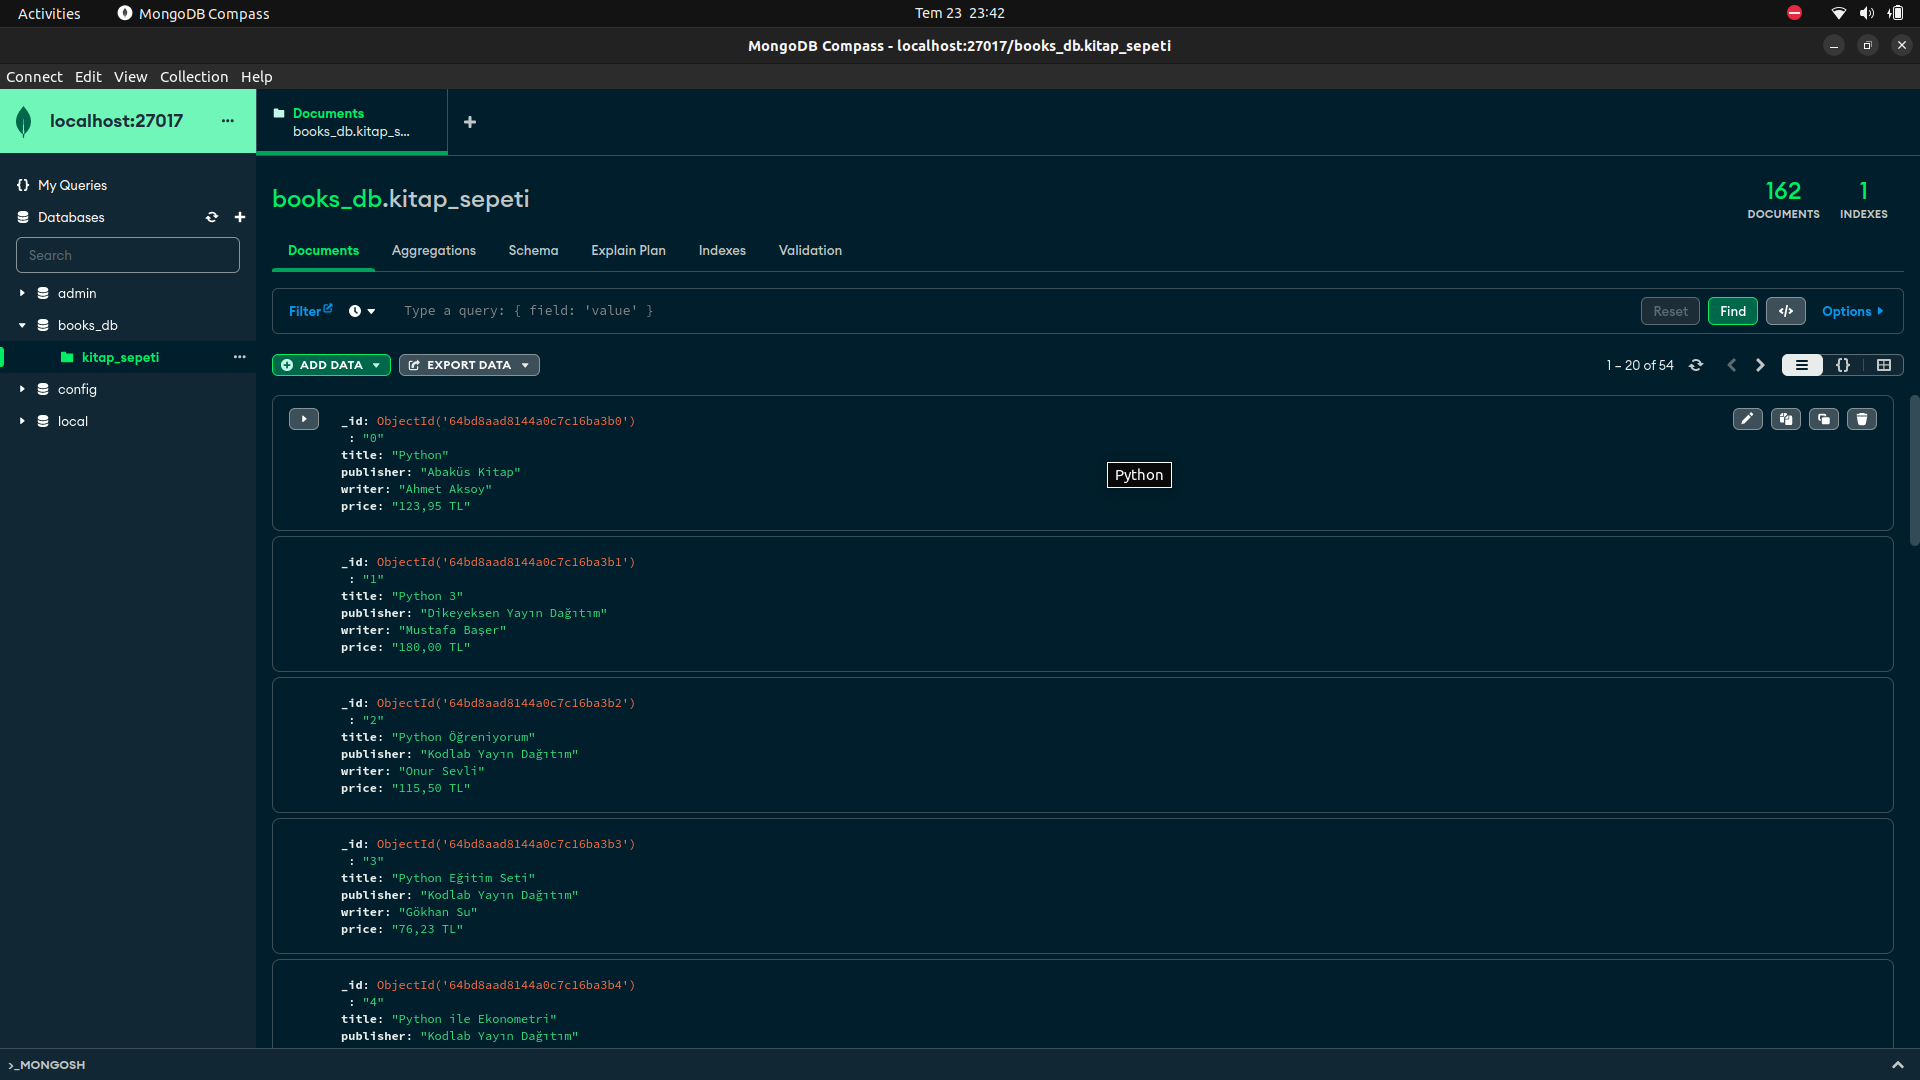 Activities
MongoDB Compass
Tem 23 23:42
MongoDB Compass - localhost:27017/books_db.kitap_sepeti
Connect Edit View Collection Help
localhost:27017
Documents
books_db.kitap_s...
{} My Queries
Databases
Search
admin
books_db
kitap_sepeti
config
local
books_db.kitap_sepeti
162
DOCUMENTS
1
INDEXES
Documents Aggregations Schema Explain Plan Indexes Validation
Filter
Type a query: { field: 'value' }
Reset
Find
</>
Options
ADD DATA
EXPORT DATA
1 – 20 of 54
{}
_id: ObjectId('64bd8aad8144a0c7c16ba3b0')
: "0"
title: "Python"
publisher: "Abaküs Kitap"
writer: "Ahmet Aksoy"
price: "123,95 TL"
Python
_id: ObjectId('64bd8aad8144a0c7c16ba3b1')
: "1"
title: "Python 3"
publisher: "Dikeyeksen Yayın Dağıtım"
writer: "Mustafa Başer"
price: "180,00 TL"
_id: ObjectId('64bd8aad8144a0c7c16ba3b2')
: "2"
title: "Python Öğreniyorum"
publisher: "Kodlab Yayın Dağıtım"
writer: "Onur Sevli"
price: "115,50 TL"
_id: ObjectId('64bd8aad8144a0c7c16ba3b3')
: "3"
title: "Python Eğitim Seti"
publisher: "Kodlab Yayın Dağıtım"
writer: "Gökhan Su"
price: "76,23 TL"
_id: ObjectId('64bd8aad8144a0c7c16ba3b4')
: "4"
title: "Python ile Ekonometri"
publisher: "Kodlab Yayın Dağıtım"
>_MONGOSH